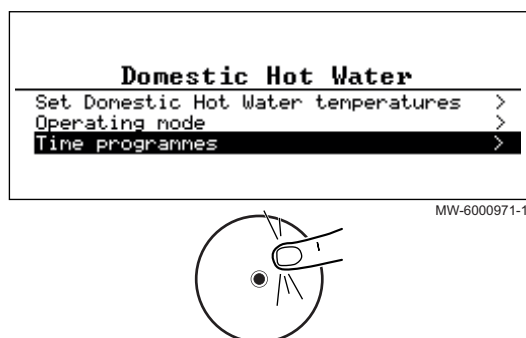 Domestic Hot Water
Set Domestic Hot Water temperatures >
Operating mode >
Time programmes >
MW-6000971-1